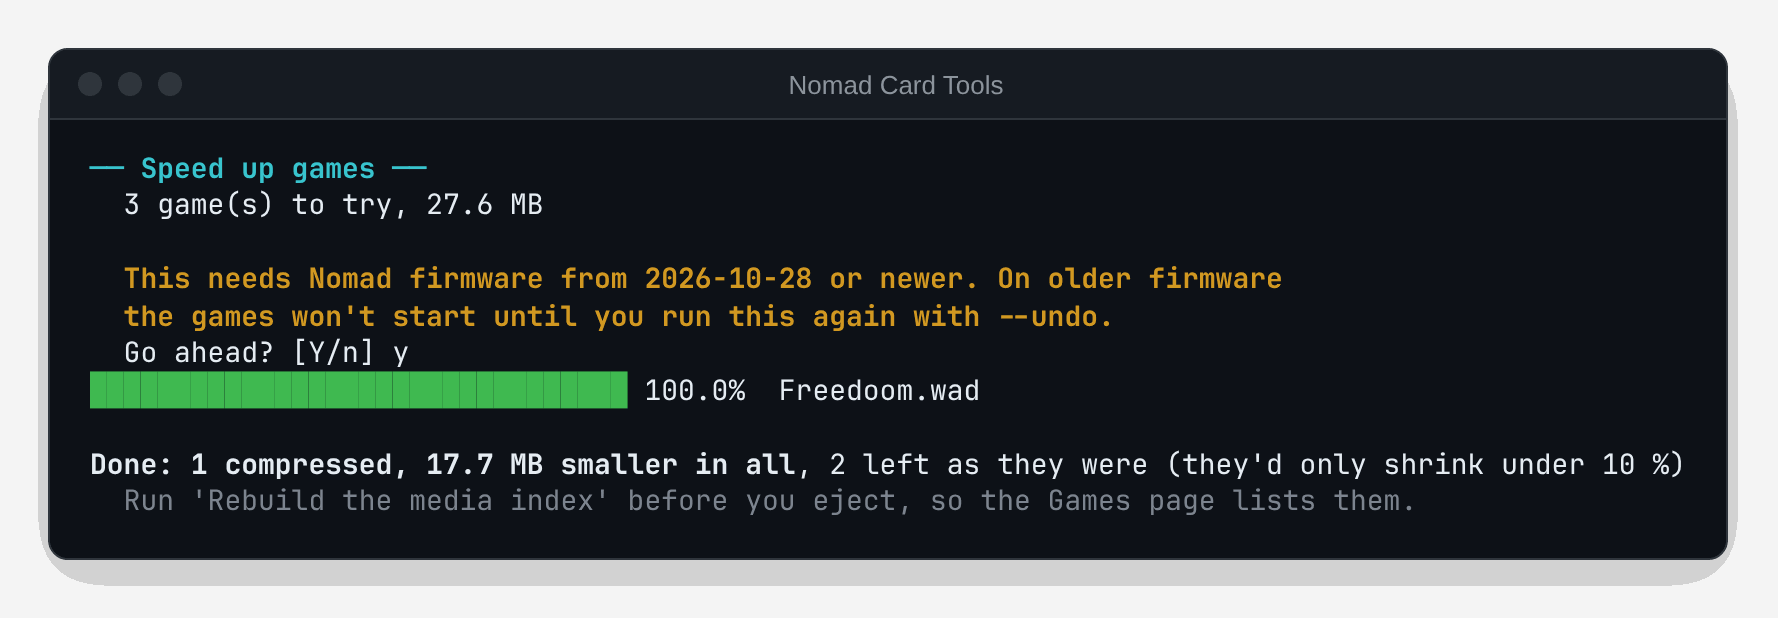 Nomad Card Tools
── Speed up games ──
3 game(s) to try, 27.6 MB
This needs Nomad firmware from 2026-10-28 or newer. On older firmware
the games won't start until you run this again with --undo.
Go ahead? [Y/n] y
100.0%  Freedoom.wad
Done: 1 compressed, 17.7 MB smaller in all, 2 left as they were (they'd only shrink under 10 %)
Run 'Rebuild the media index' before you eject, so the Games page lists them.